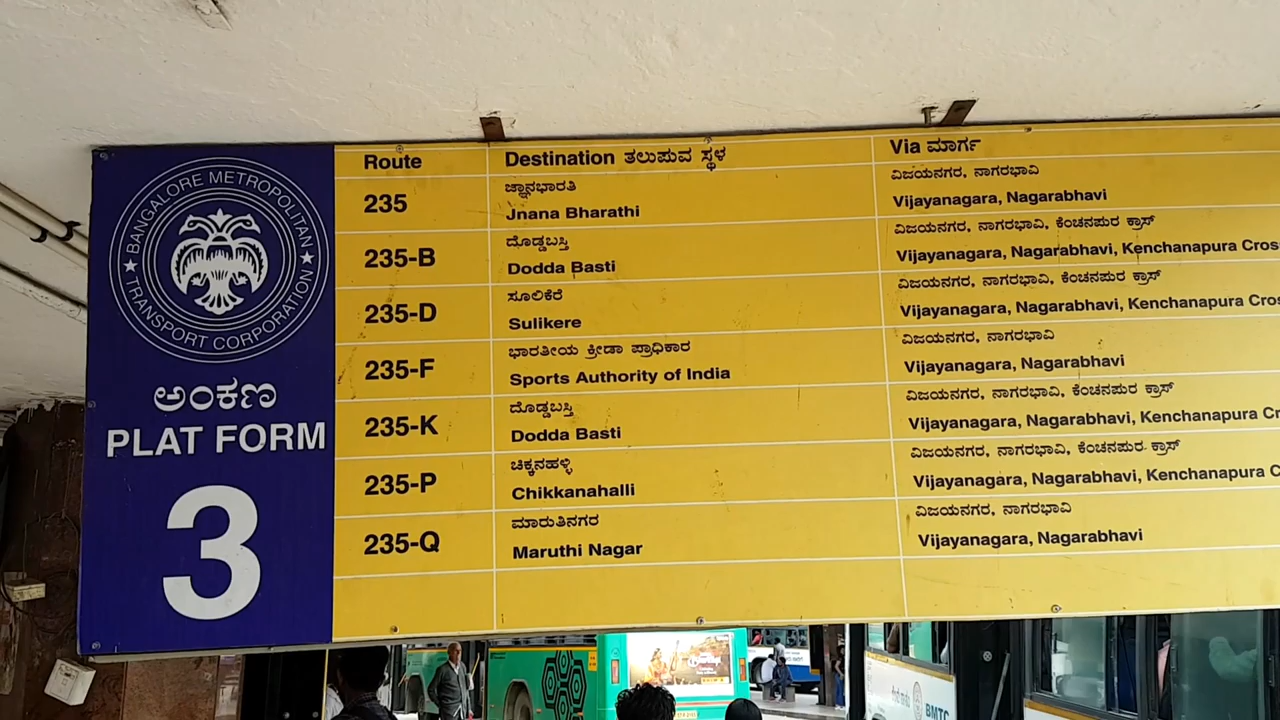 BANGALORE METROPOLITAN
TRANSPORT CORPORATION
ಅಂಕಣ
PLAT FORM
3
Route Destination ತಲುಪುವ ಸ್ಥಳ Via ಮಾರ್ಗ
235 ಜ್ಞಾನಭಾರತಿ ವಿಜಯನಗರ, ನಾಗರಭಾವಿ
Jnana Bharathi Vijayanagara, Nagarabhavi
235-B ದೊಡ್ಡಬಸ್ತಿ ವಿಜಯನಗರ, ನಾಗರಭಾವಿ, ಕೆಂಚನಪುರ ಕ್ರಾಸ್
Dodda Basti Vijayanagara, Nagarabhavi, Kenchanapura Cros
235-D ಸೂಲಿಕೆರೆ ವಿಜಯನಗರ, ನಾಗರಭಾವಿ, ಕೆಂಚನಪುರ ಕ್ರಾಸ್
Sulikere Vijayanagara, Nagarabhavi, Kenchanapura Cros
235-F ಭಾರತೀಯ ಕ್ರೀಡಾ ಪ್ರಾಧಿಕಾರ ವಿಜಯನಗರ, ನಾಗರಭಾವಿ
Sports Authority of India Vijayanagara, Nagarabhavi
235-K ದೊಡ್ಡಬಸ್ತಿ ವಿಜಯನಗರ, ನಾಗರಭಾವಿ, ಕೆಂಚನಪುರ ಕ್ರಾಸ್
Dodda Basti Vijayanagara, Nagarabhavi, Kenchanapura Cr
235-P ಚಿಕ್ಕನಹಳ್ಳಿ ವಿಜಯನಗರ, ನಾಗರಭಾವಿ, ಕೆಂಚನಪುರ ಕ್ರಾಸ್
Chikkanahalli Vijayanagara, Nagarabhavi, Kenchanapura C
235-Q ಮಾರುತಿನಗರ ವಿಜಯನಗರ, ನಾಗರಭಾವಿ
Maruthi Nagar Vijayanagara, Nagarabhavi
BMTC